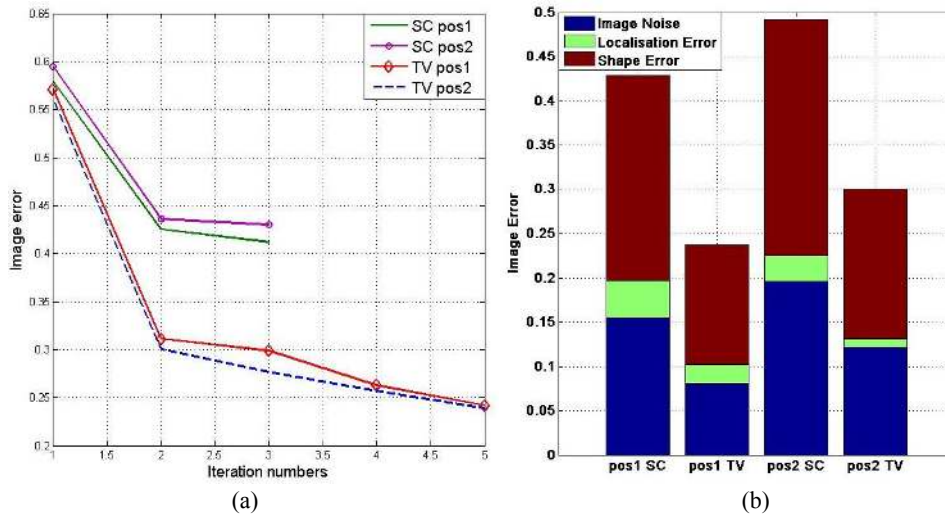 0.65
0.6
0.55
0.5
0.45
0.4
0.35
0.3
0.25
0.2
Image error
1 1.5 2 2.5 3 3.5 4 4.5 5
Iteration numbers
SC pos1
SC pos2
TV pos1
TV pos2
(a)
0.5
0.45
0.4
0.35
0.3
0.25
0.2
0.15
0.1
0.05
0
Image Error
Image Noise
Localisation Error
Shape Error
pos1 SC pos1 TV pos2 SC pos2 TV
(b)